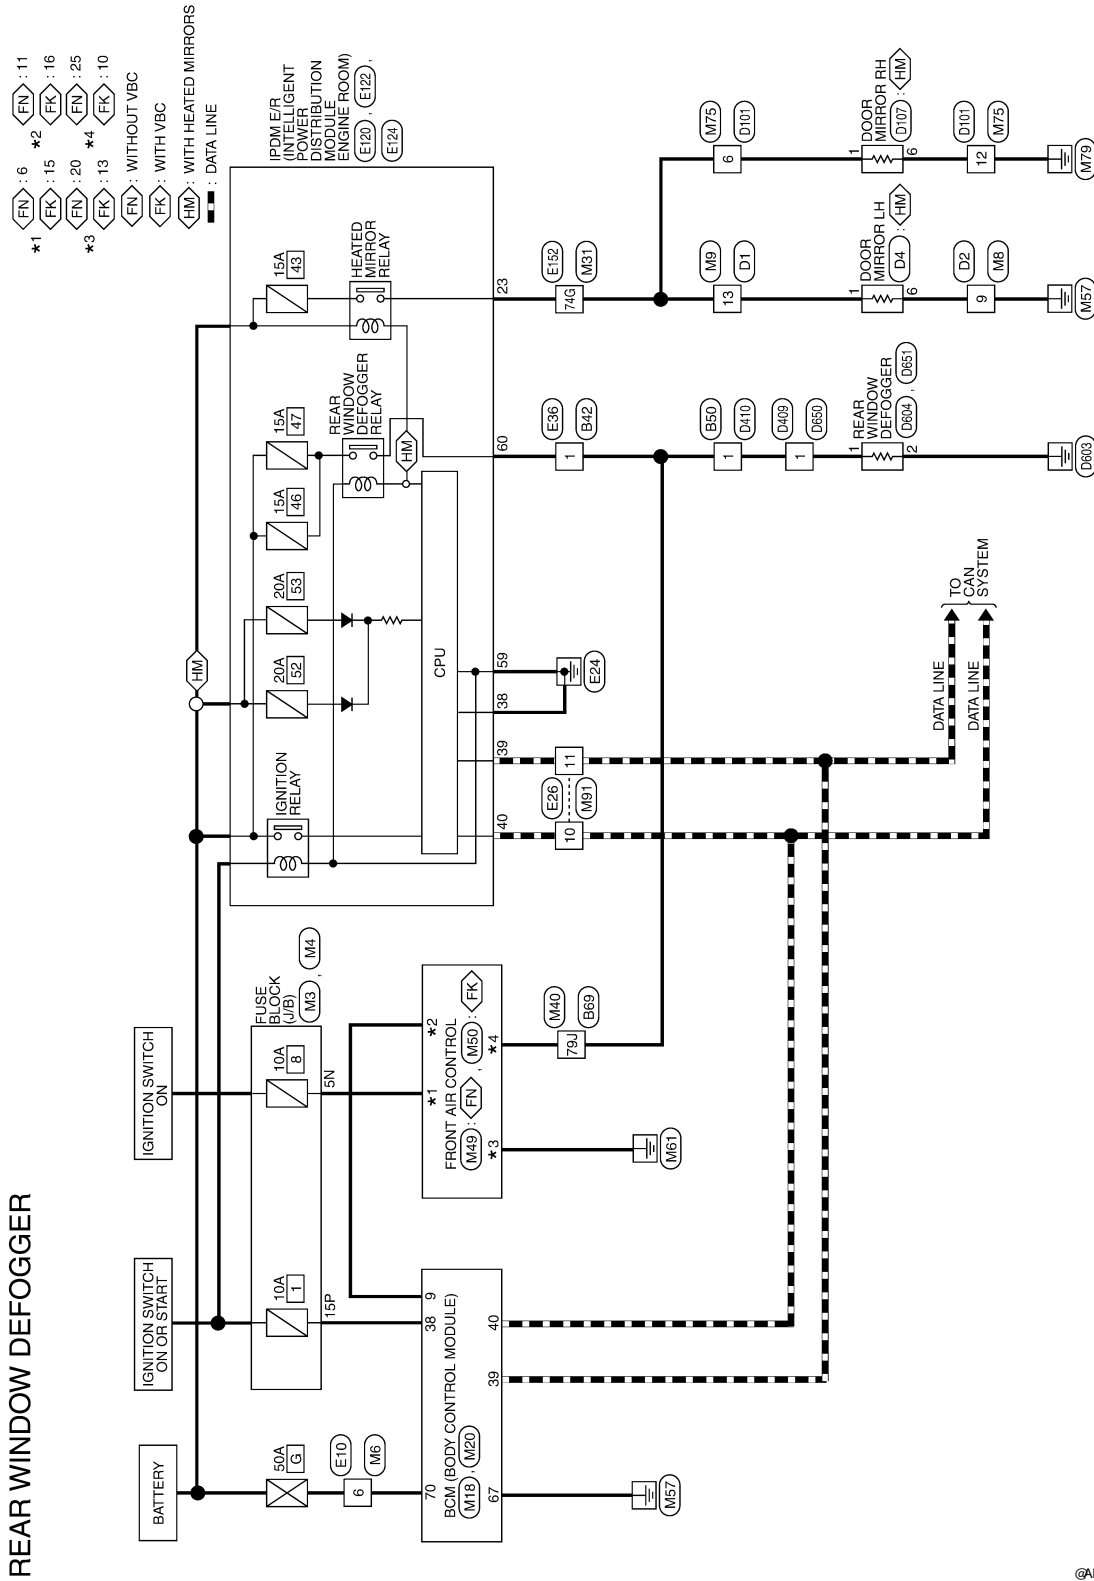 REAR WINDOW DEFOGGER
*1 FN : 6
FK : 15
*2 FN : 11
FK : 16
*3 FN : 20
FK : 13
*4 FN : 25
FK : 10
FN : WITHOUT VBC
FK : WITH VBC
HM : WITH HEATED MIRRORS
: DATA LINE
BATTERY
IGNITION SWITCH
ON OR START
IGNITION SWITCH
ON
50A
G
E10
6
M6
10A
1
15P
10A
8
5N
FUSE
BLOCK
(J/B)
M3 , M4
70
38
9
BCM (BODY CONTROL MODULE)
M18 , M20
67
39
40
M57
*1
*2
FRONT AIR CONTROL
M49 : FN , M50 : FK
*3
*4
M61
M40
79J
B69
HM
IPDM E/R
(INTELLIGENT
POWER
DISTRIBUTION
MODULE
ENGINE ROOM)
E120 , E122 ,
E124
IGNITION
RELAY
20A
52
20A
53
15A
46
15A
47
15A
43
REAR
WINDOW
DEFOGGER
RELAY
HEATED
MIRROR
RELAY
HM
CPU
40
39
38
59
60
23
E26
10
11
M91
E24
E36
1
B42
E152
74G
M31
B50
1
D410
D409
1
D650
1
REAR
WINDOW
DEFOGGER
D604 , D651
2
D603
M9
13
D1
1
DOOR
MIRROR LH
D4 : HM
6
D2
9
M8
M57
M75
6
D101
1
DOOR
MIRROR RH
D107 : HM
6
D101
12
M75
M79
DATA LINE
DATA LINE
TO
CAN
SYSTEM